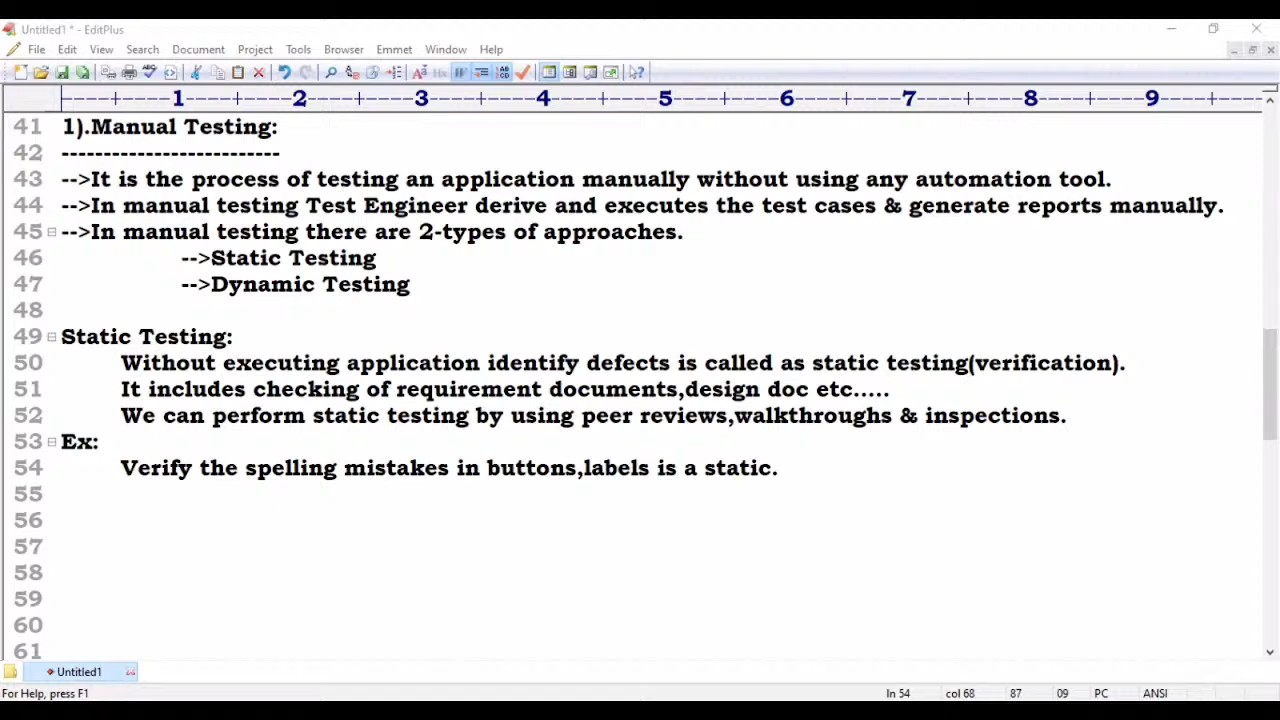 Untitled1 * - EditPlus
File Edit View Search Document Project Tools Browser Emmet Window Help
----+----1----+----2----+----3----+----4----+----5----+----6----+----7----+----8----+----9----+----
41 1).Manual Testing:
42 --------------------------
43 -->It is the process of testing an application manually without using any automation tool.
44 -->In manual testing Test Engineer derive and executes the test cases & generate reports manually.
45 -->In manual testing there are 2-types of approaches.
46 -->Static Testing
47 -->Dynamic Testing
48
49 Static Testing:
50 Without executing application identify defects is called as static testing(verification).
51 It includes checking of requirement documents,design doc etc.....
52 We can perform static testing by using peer reviews,walkthroughs & inspections.
53 Ex:
54 Verify the spelling mistakes in buttons,labels is a static.
55
56
57
58
59
60
61
Untitled1
For Help, press F1 ln 54 col 68 87 09 PC ANSI